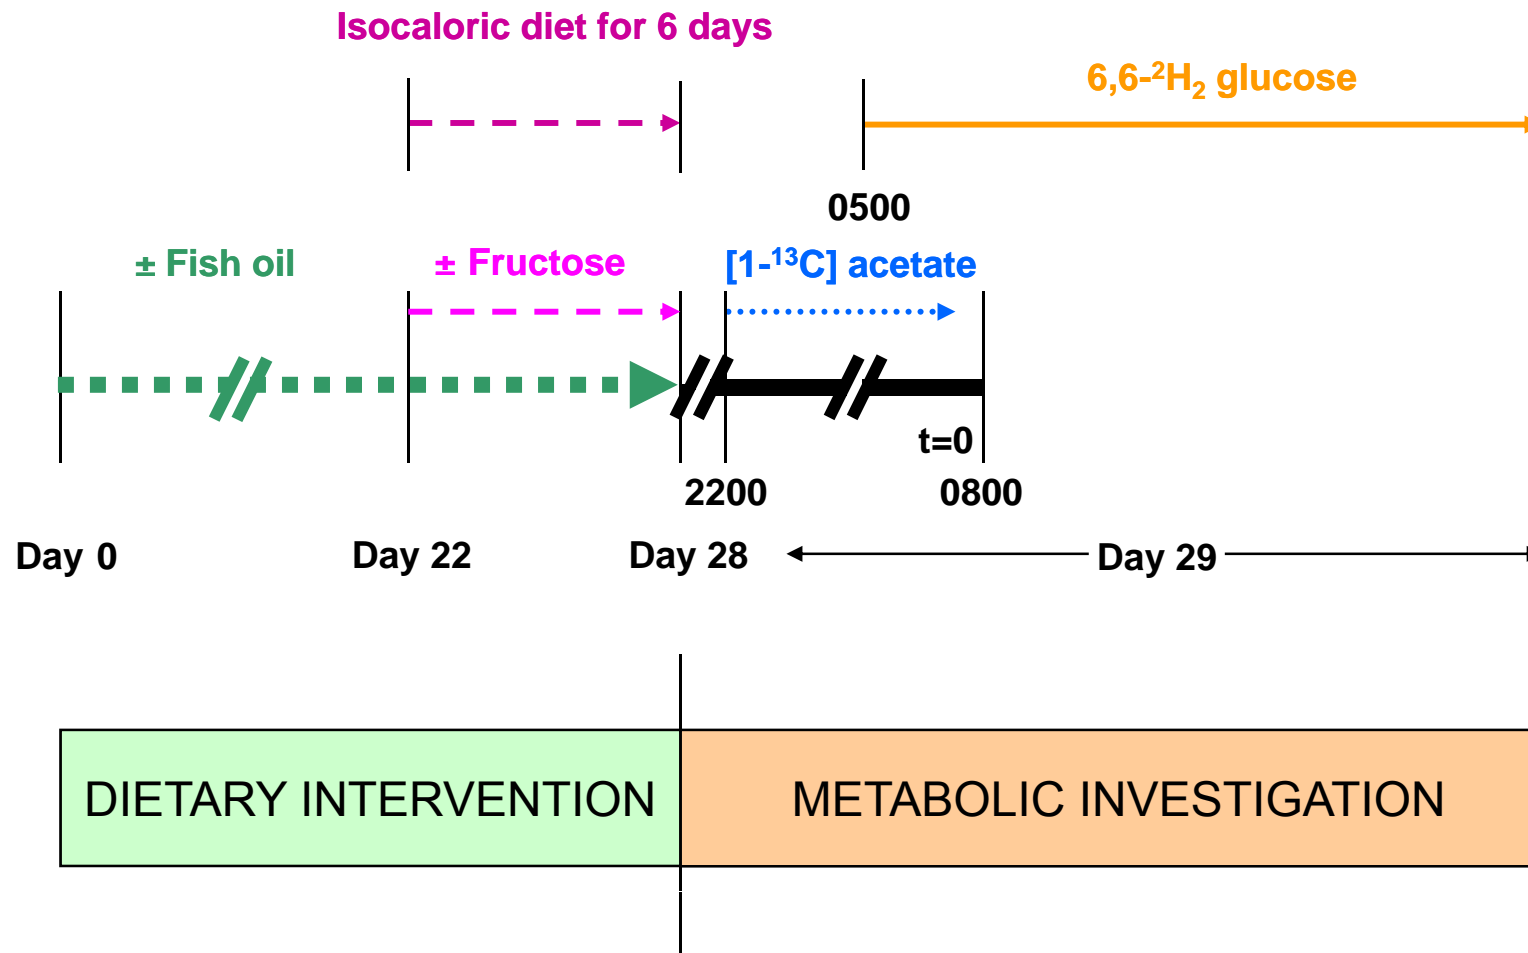 Isocaloric diet for 6 days
6,6-²H₂ glucose
0500
± Fish oil
± Fructose
[1-¹³C] acetate
t=0
2200
0800
Day 0
Day 22
Day 28
Day 29
DIETARY INTERVENTION
METABOLIC INVESTIGATION